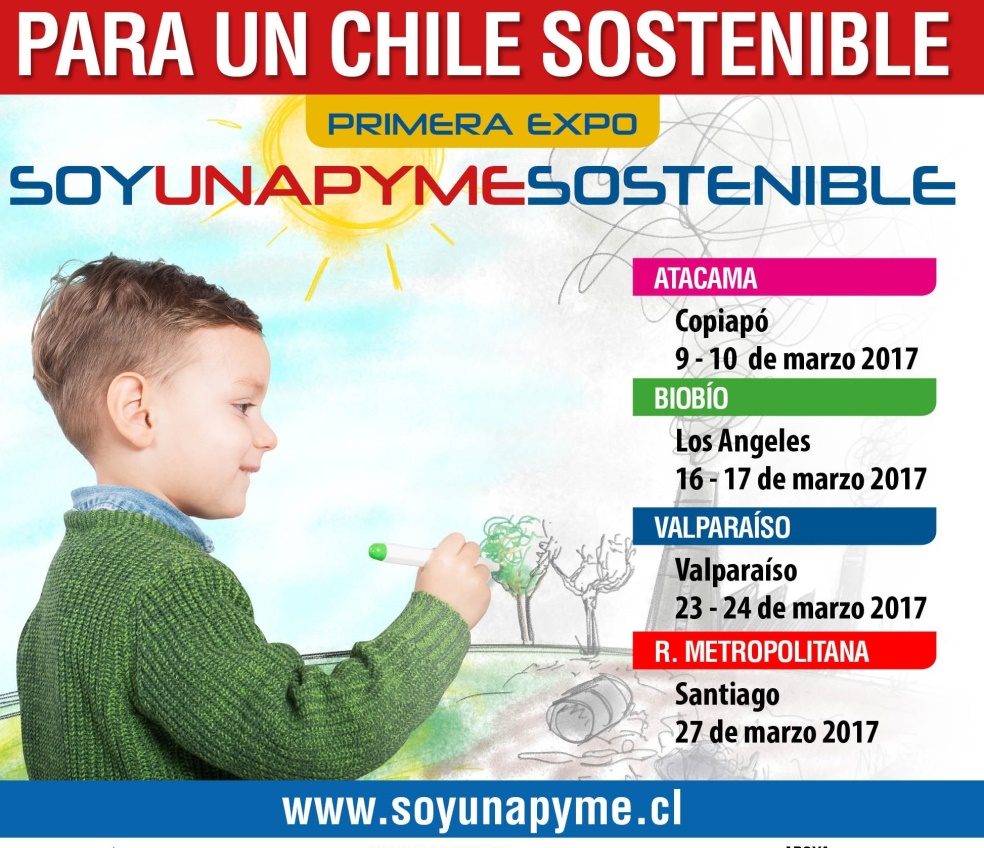 PARA UN CHILE SOSTENIBLE
PRIMERA EXPO
SOYUNAPYMESOSTENIBLE
ATACAMA
Copiapó
9 - 10 de marzo 2017
BIOBÍO
Los Angeles
16 - 17 de marzo 2017
VALPARAÍSO
Valparaíso
23 - 24 de marzo 2017
R. METROPOLITANA
Santiago
27 de marzo 2017
www.soyunapyme.cl